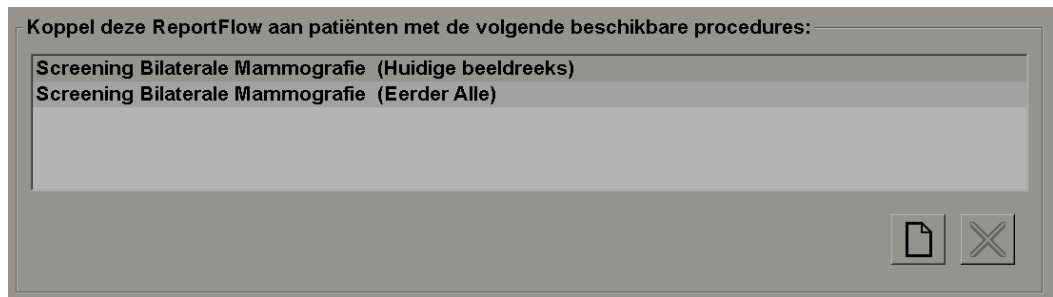 Koppel deze ReportFlow aan patiënten met de volgende beschikbare procedures:
Screening Bilaterale Mammografie (Huidige beeldreeks)
Screening Bilaterale Mammografie (Eerder Alle)